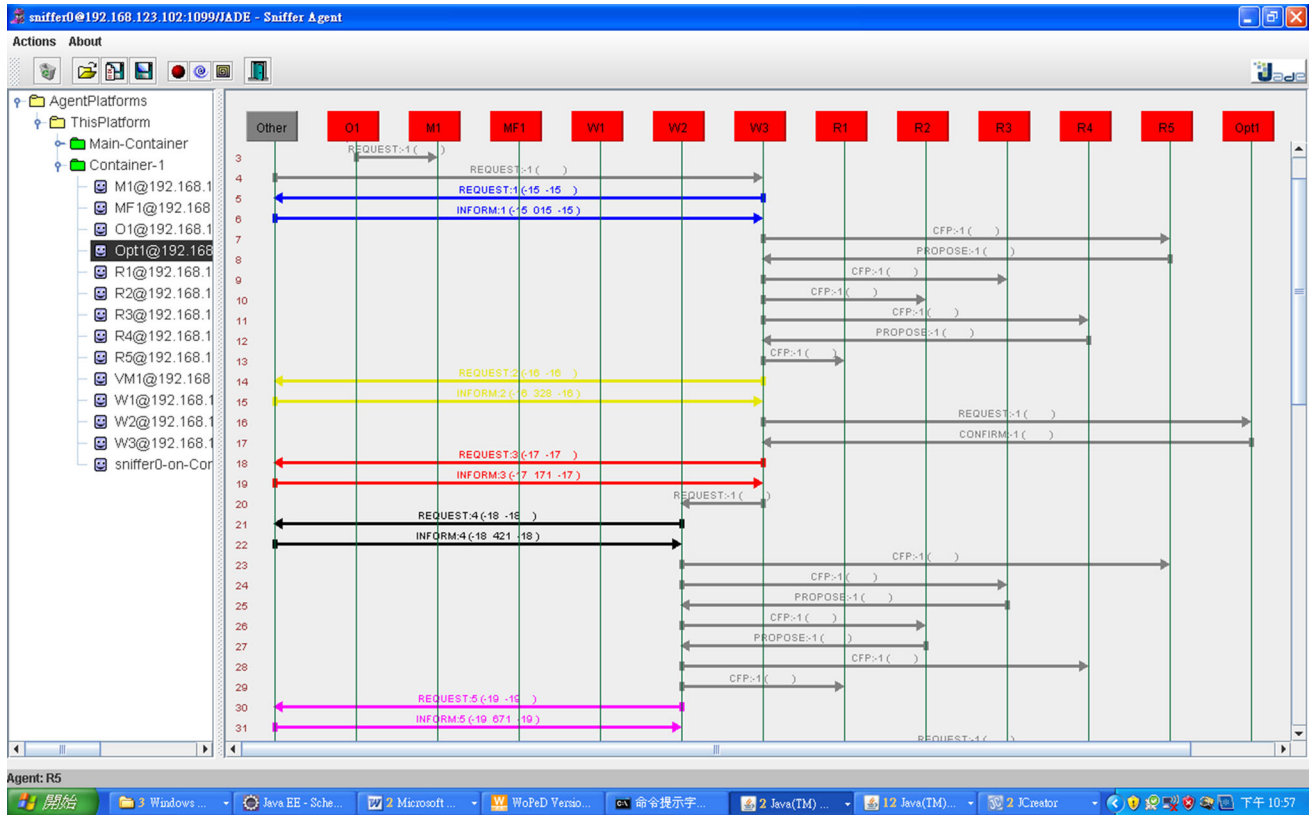 sniffer0@192.168.123.102:1099/JADE - Sniffer Agent
Actions About
Jade
AgentPlatforms
ThisPlatform
Main-Container
Container-1
M1@192.168.1
MF1@192.168
O1@192.168.1
Opt1@192.168
R1@192.168.1
R2@192.168.1
R3@192.168.1
R4@192.168.1
R5@192.168.1
VM1@192.168
W1@192.168.1
W2@192.168.1
W3@192.168.1
sniffer0-on-Cor
Other O1 M1 MF1 W1 W2 W3 R1 R2 R3 R4 R5 Opt1
3 REQUEST:-1 ( )
4 REQUEST:-1 ( )
5 REQUEST:1 (-15 -15 )
6 INFORM:1 (-15 015 -15 )
7 CFP:-1 ( )
8 PROPOSE:-1 ( )
9 CFP:-1 ( )
10 CFP:-1 ( )
11 CFP:-1 ( )
12 PROPOSE:-1 ( )
13 CFP:-1 ( )
14 REQUEST:2 (-16 -16 )
15 INFORM:2 (-16 328 -16 )
16 REQUEST:-1 ( )
17 CONFIRM:-1 ( )
18 REQUEST:3 (-17 -17 )
19 INFORM:3 (-17 171 -17 )
20 REQUEST:-1 ( )
21 REQUEST:4 (-18 -18 )
22 INFORM:4 (-18 421 -18 )
23 CFP:-1 ( )
24 CFP:-1 ( )
25 PROPOSE:-1 ( )
26 CFP:-1 ( )
27 PROPOSE:-1 ( )
28 CFP:-1 ( )
29 CFP:-1 ( )
30 REQUEST:5 (-19 -19 )
31 INFORM:5 (-19 671 -19 )
REQUEST:-1 ( )
Agent: R5
開始 3 Windows ... Java EE - Sche... 2 Microsoft ... WoPeD Versio... 命令提示字... 2 Java(TM) ... 12 Java(TM)... 2 JCreator 下午 10:57